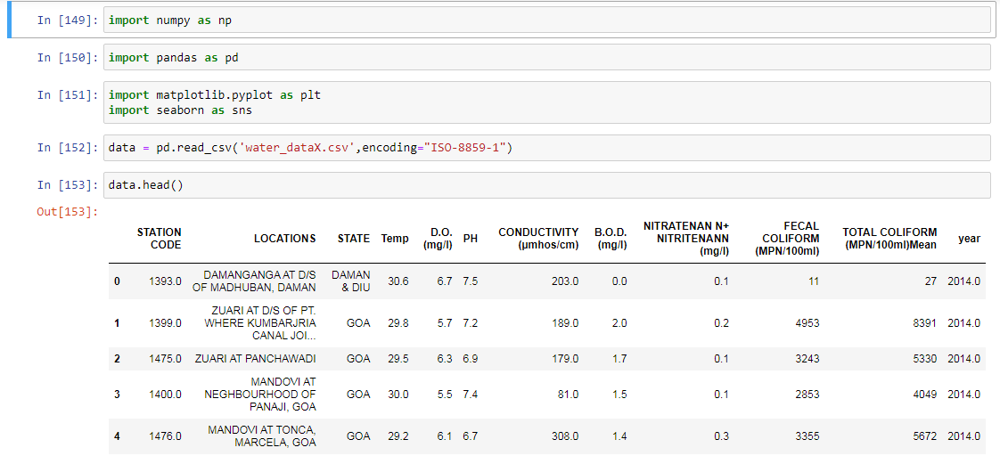 In [149]: import numpy as np
In [150]: import pandas as pd
In [151]: import matplotlib.pyplot as plt
import seaborn as sns
In [152]: data = pd.read_csv('water_dataX.csv',encoding="ISO-8859-1")
In [153]: data.head()
Out[153]:
STATION CODE LOCATIONS STATE Temp D.O. (mg/l) PH CONDUCTIVITY (µmhos/cm) B.O.D. (mg/l) NITRATENAN N+ NITRITENANN (mg/l) FECAL COLIFORM (MPN/100ml) TOTAL COLIFORM (MPN/100ml)Mean year
0 1393.0 DAMANGANGA AT D/S OF MADHUBAN, DAMAN DAMAN & DIU 30.6 6.7 7.5 203.0 0.0 0.1 11 27 2014.0
1 1399.0 ZUARI AT D/S OF PT. WHERE KUMBARJRIA CANAL JOI... GOA 29.8 5.7 7.2 189.0 2.0 0.2 4953 8391 2014.0
2 1475.0 ZUARI AT PANCHAWADI GOA 29.5 6.3 6.9 179.0 1.7 0.1 3243 5330 2014.0
3 1400.0 MANDOVI AT NEGHBOURHOOD OF PANAJI, GOA GOA 30.0 5.5 7.4 81.0 1.5 0.1 2853 4049 2014.0
4 1476.0 MANDOVI AT TONCA, MARCELA, GOA GOA 29.2 6.1 6.7 308.0 1.4 0.3 3355 5672 2014.0